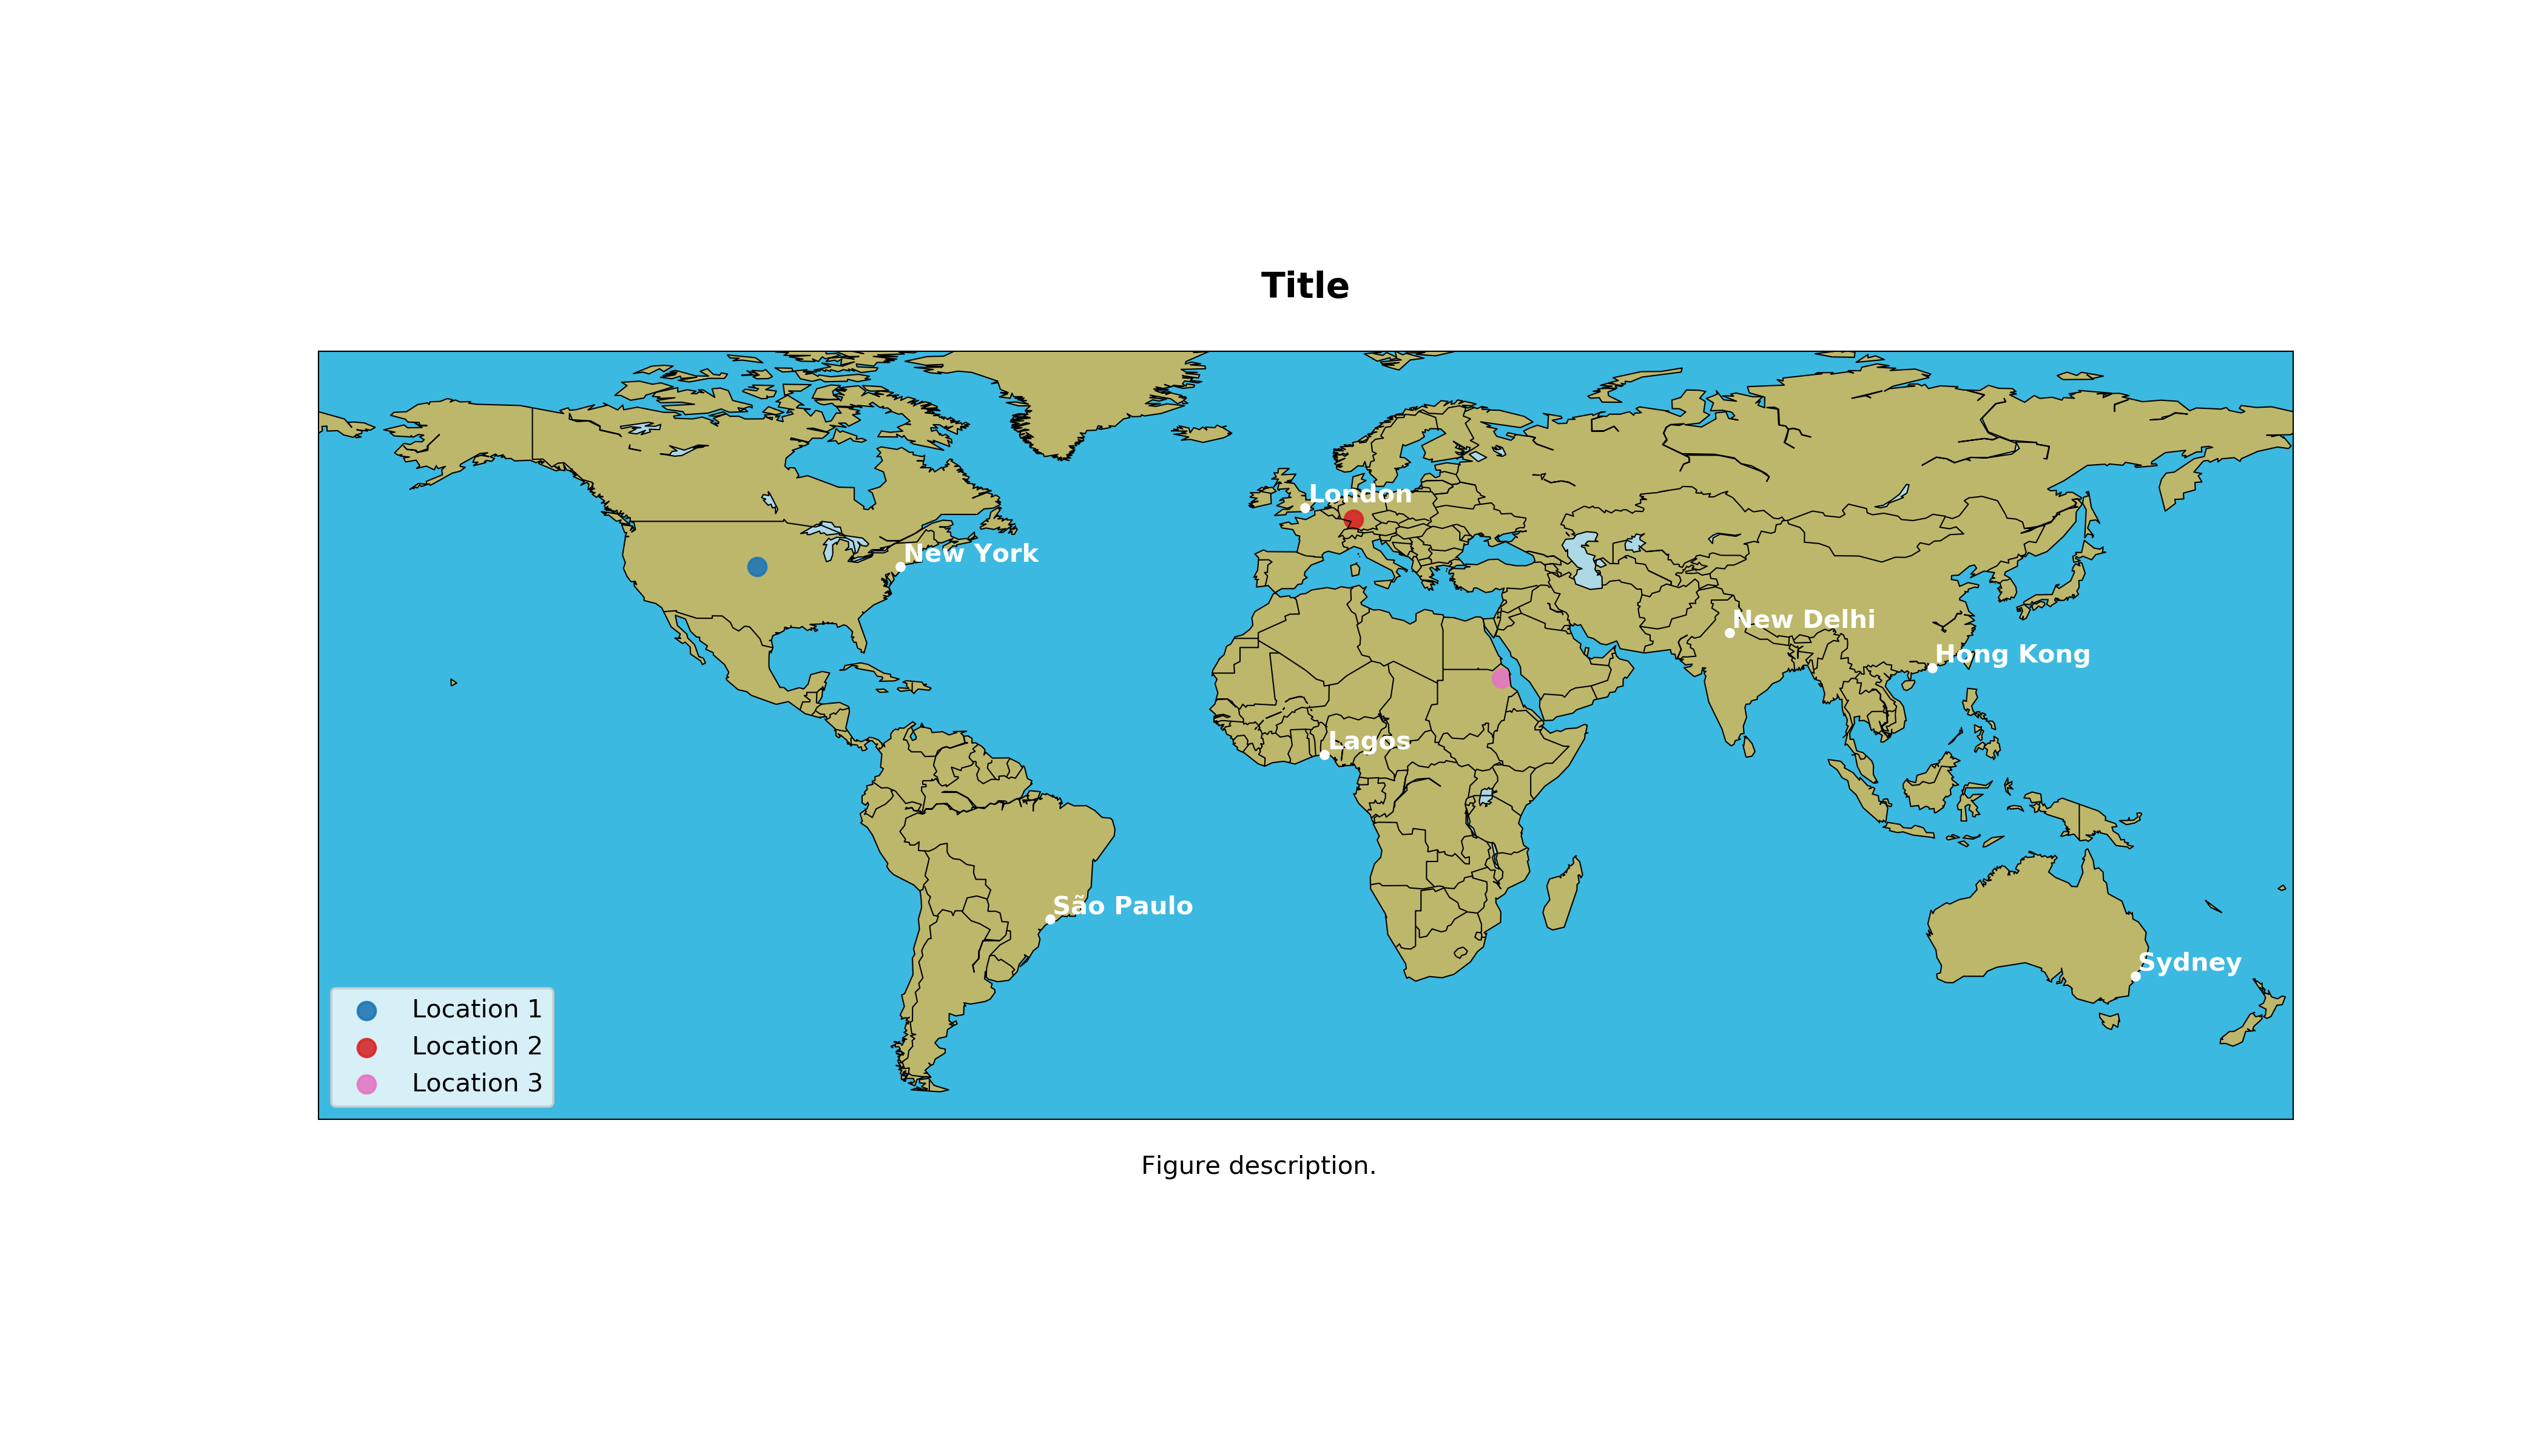 Title
London
New York
New Delhi
Hong Kong
Lagos
São Paulo
Sydney
Location 1
Location 2
Location 3
Figure description.